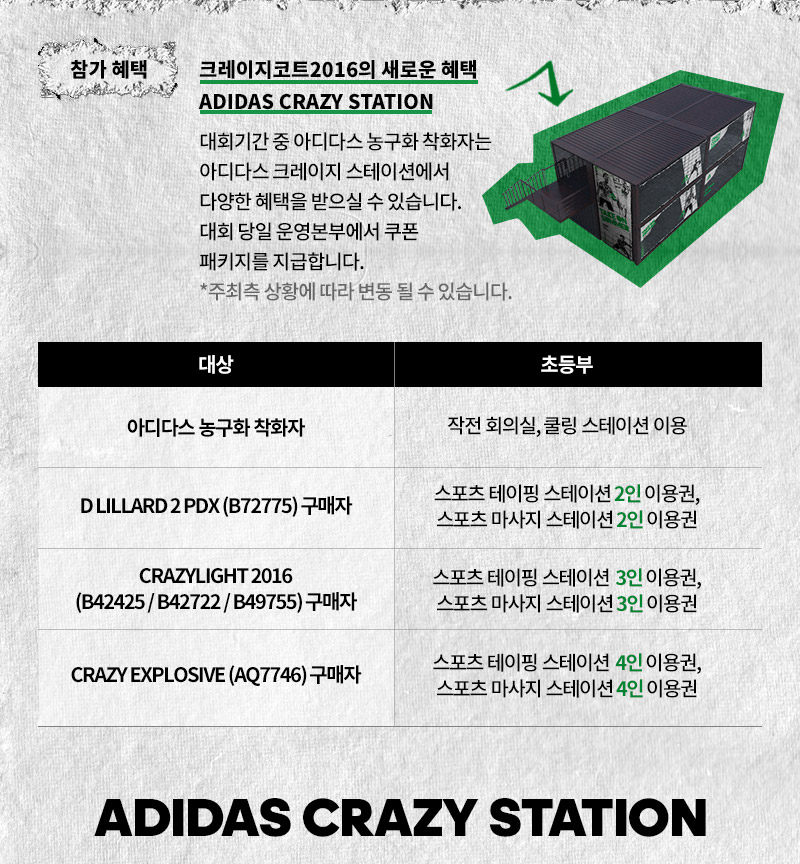 참가 혜택
크레이지코트2016의 새로운 혜택
ADIDAS CRAZY STATION
대회기간 중 아디다스 농구화 착화자는
아디다스 크레이지 스테이션에서
다양한 혜택을 받으실 수 있습니다.
대회 당일 운영본부에서 쿠폰
패키지를 지급합니다.
*주최측 상황에 따라 변동 될 수 있습니다.
대상
초등부
아디다스 농구화 착화자
작전 회의실, 쿨링 스테이션 이용
D LILLARD 2 PDX (B72775) 구매자
스포츠 테이핑 스테이션 2인 이용권,
스포츠 마사지 스테이션 2인 이용권
CRAZYLIGHT 2016
(B42425 / B42722 / B49755) 구매자
스포츠 테이핑 스테이션 3인 이용권,
스포츠 마사지 스테이션 3인 이용권
CRAZY EXPLOSIVE (AQ7746) 구매자
스포츠 테이핑 스테이션 4인 이용권,
스포츠 마사지 스테이션 4인 이용권
ADIDAS CRAZY STATION